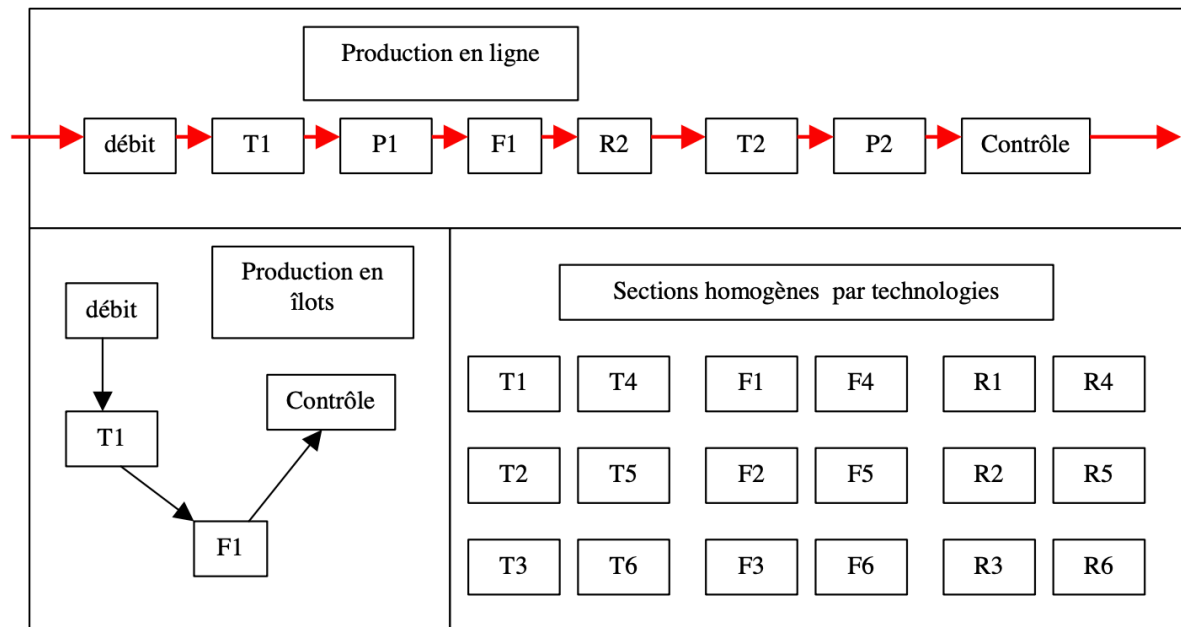 Production en ligne
débit T1 P1 F1 R2 T2 P2 Contrôle
Production en
îlots
débit
Contrôle
T1
F1
Sections homogènes par technologies
T1 T4 F1 F4 R1 R4
T2 T5 F2 F5 R2 R5
T3 T6 F3 F6 R3 R6